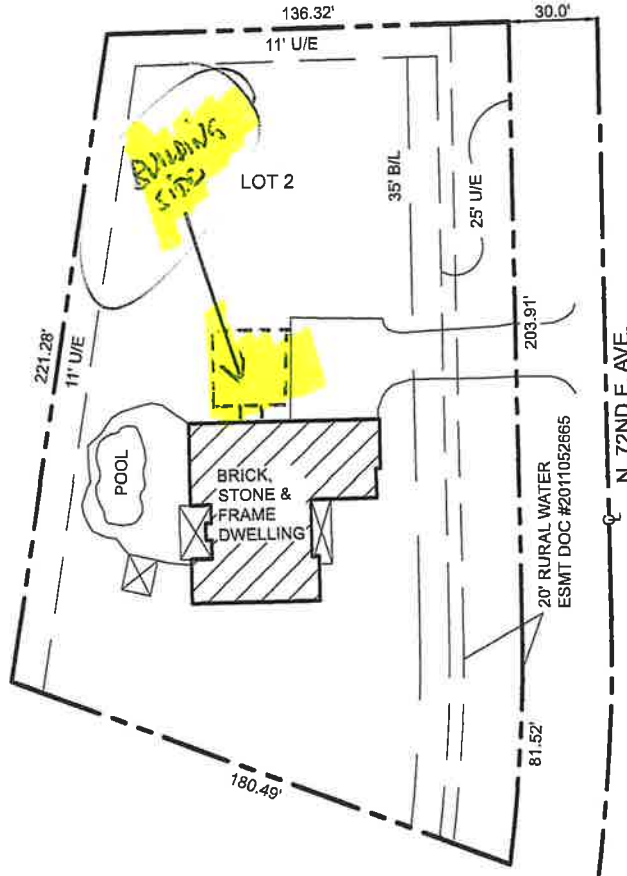 136.32'
30.0'
11' U/E
BUILDING
SIDE
LOT 2
35' B/L
25' U/E
221.28'
11' U/E
203.91'
POOL
BRICK,
STONE &
FRAME
DWELLING
20' RURAL WATER
ESMT DOC #2011052665
℄ N. 72ND E. AVE.
81.52'
180.49'